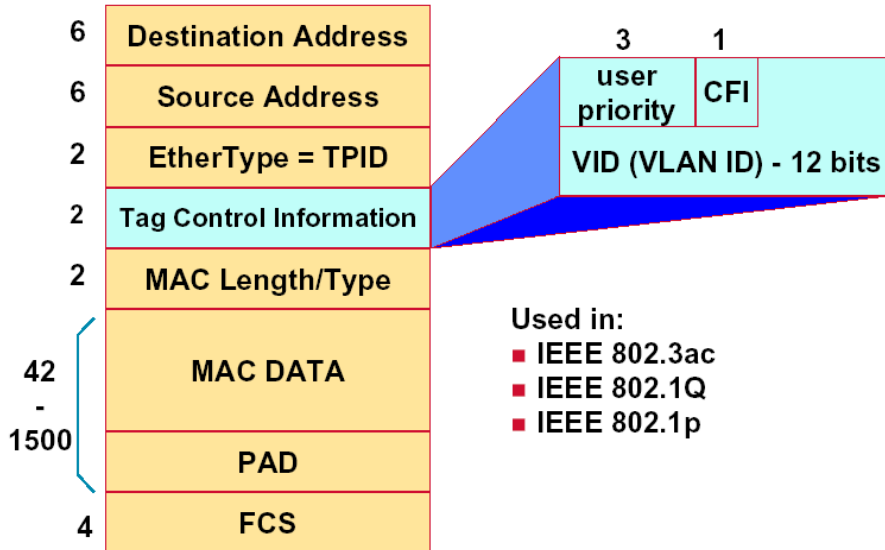 6
Destination Address
6
Source Address
2
EtherType = TPID
2
Tag Control Information
2
MAC Length/Type
42
-
1500
MAC DATA
PAD
4
FCS
3 1
user
priority
CFI
VID (VLAN ID) - 12 bits
Used in:
IEEE 802.3ac
IEEE 802.1Q
IEEE 802.1p